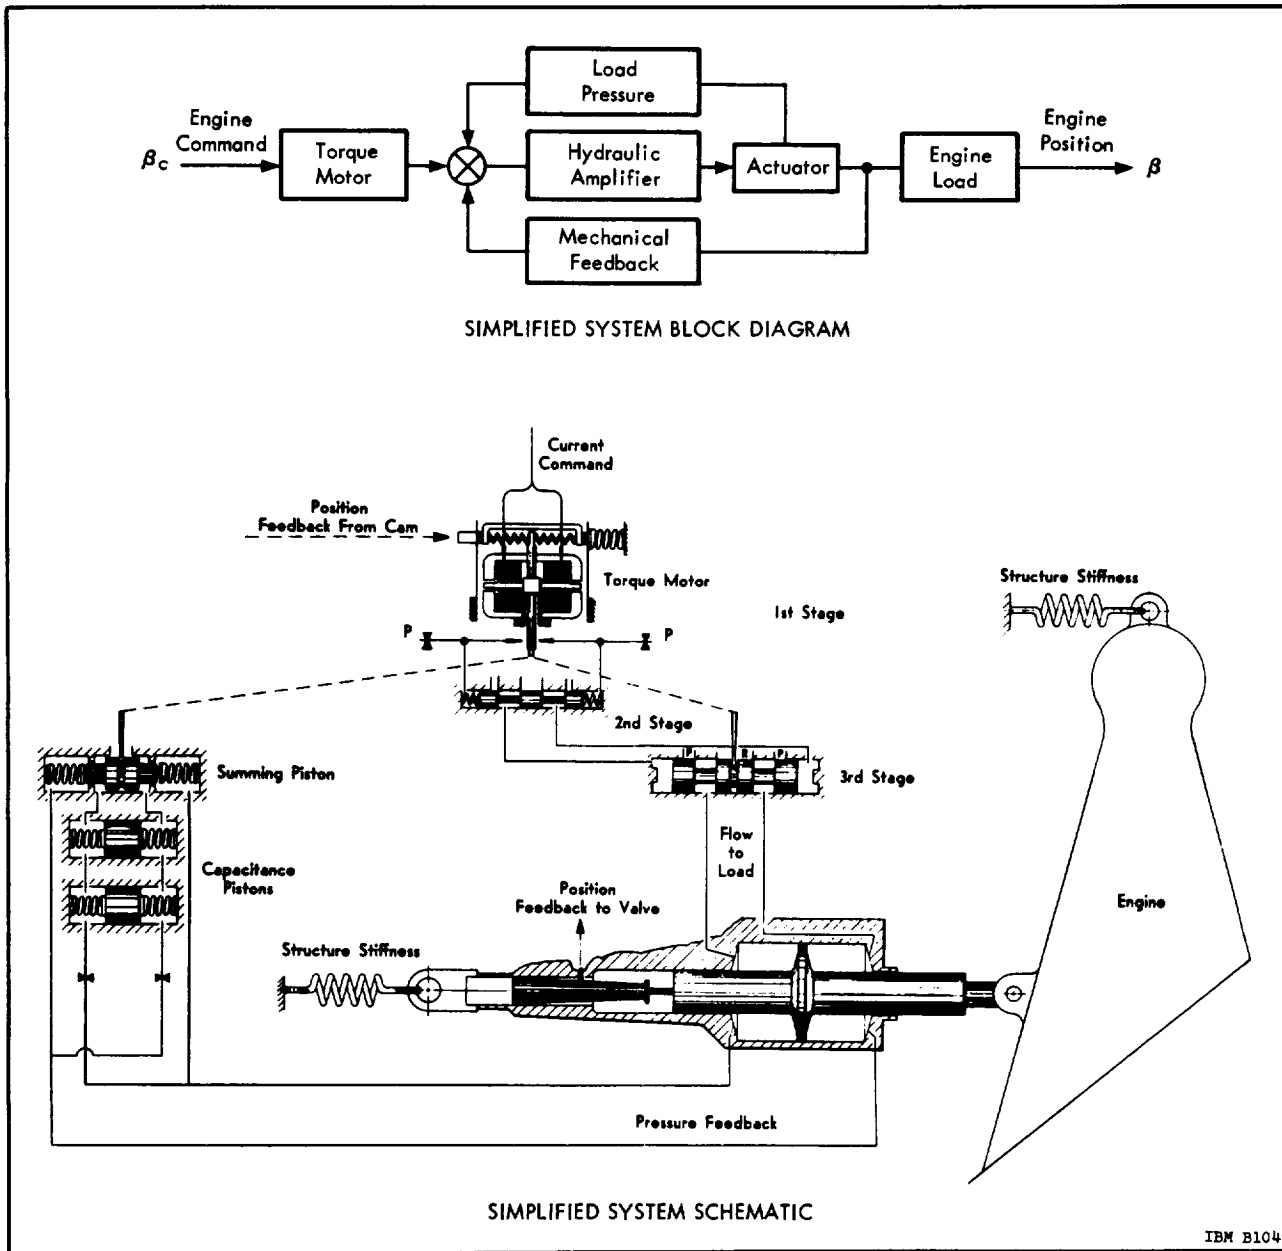 Load
Pressure
Engine
Command
βc
Torque
Motor
Hydraulic
Amplifier
Actuator
Engine
Load
Engine
Position
β
Mechanical
Feedback
SIMPLIFIED SYSTEM BLOCK DIAGRAM
Current
Command
Position
Feedback From Cam
Torque Motor
1st Stage
Structure Stiffness
P
P
2nd Stage
Summing Piston
P
R
P
3rd Stage
Flow
to
Load
Capacitance
Pistons
Position
Feedback to Valve
Engine
Structure Stiffness
Pressure Feedback
SIMPLIFIED SYSTEM SCHEMATIC
IBM B104